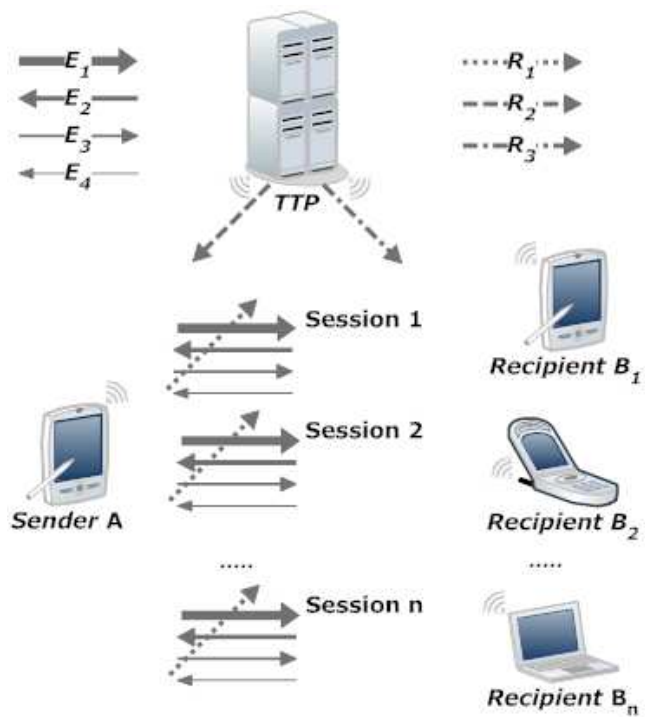 E1
R1
E2
R2
E3
R3
E4
TTP
Session 1
Recipient B1
Session 2
Sender A
Recipient B2
.....
.....
Session n
Recipient Bn